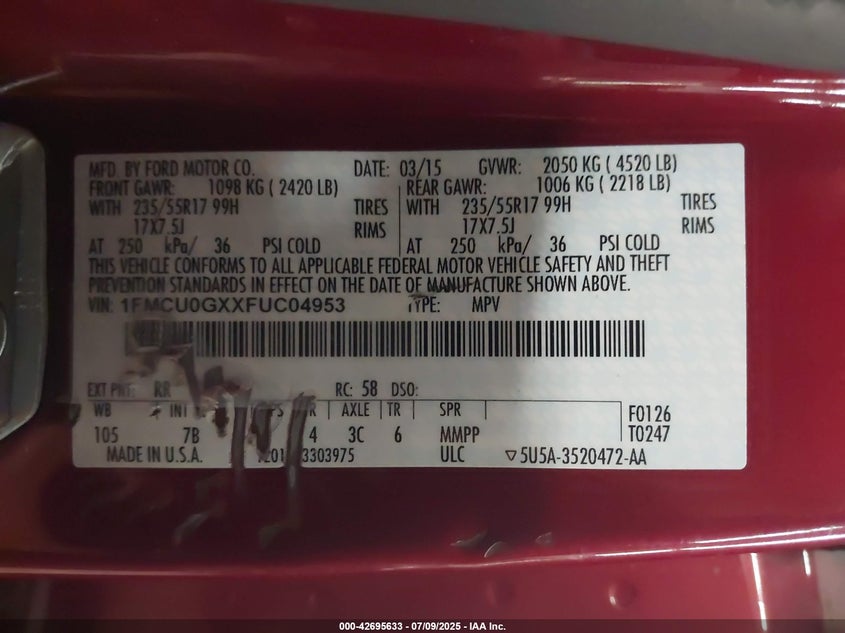 MFD. BY FORD MOTOR CO. DATE: 03/15 GVWR: 2050 KG ( 4520 LB)
FRONT GAWR: 1098 KG ( 2420 LB) REAR GAWR: 1006 KG ( 2218 LB)
WITH 235/55R17 99H TIRES WITH 235/55R17 99H TIRES
17X7.5J RIMS 17X7.5J RIMS
AT 250 kPa/ 36 PSI COLD AT 250 kPa/ 36 PSI COLD
THIS VEHICLE CONFORMS TO ALL APPLICABLE FEDERAL MOTOR VEHICLE SAFETY AND THEFT
PREVENTION STANDARDS IN EFFECT ON THE DATE OF MANUFACTURE SHOWN ABOVE.
VIN: 1FMCU0GXXFUC04953 TYPE: MPV
EXT PNT: RR RC: 58 DSO:
WB INT R AXLE TR SPR F0126
105 7B 4 3C 6 MMPP T0247
MADE IN U.S.A. 3303975 ULC ▽5U5A-3520472-AA
000-42695633 / 07/09/2025 - IAA Inc.